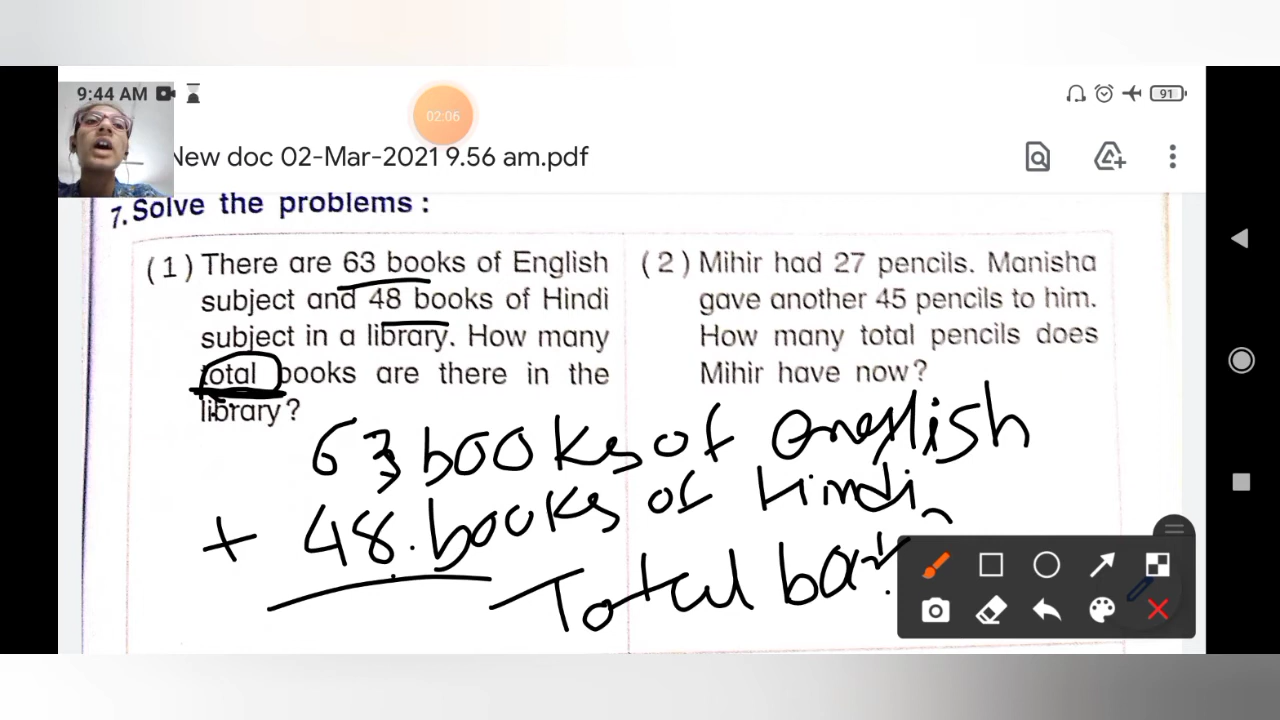 9:44 AM
91
02:06
New doc 02-Mar-2021 9.56 am.pdf
7. Solve the problems :
(1) There are 63 books of English
subject and 48 books of Hindi
subject in a library. How many
total books are there in the
library?
(2) Mihir had 27 pencils. Manisha
gave another 45 pencils to him.
How many total pencils does
Mihir have now?
63 books of english
+ 48 books of Hindi
Total